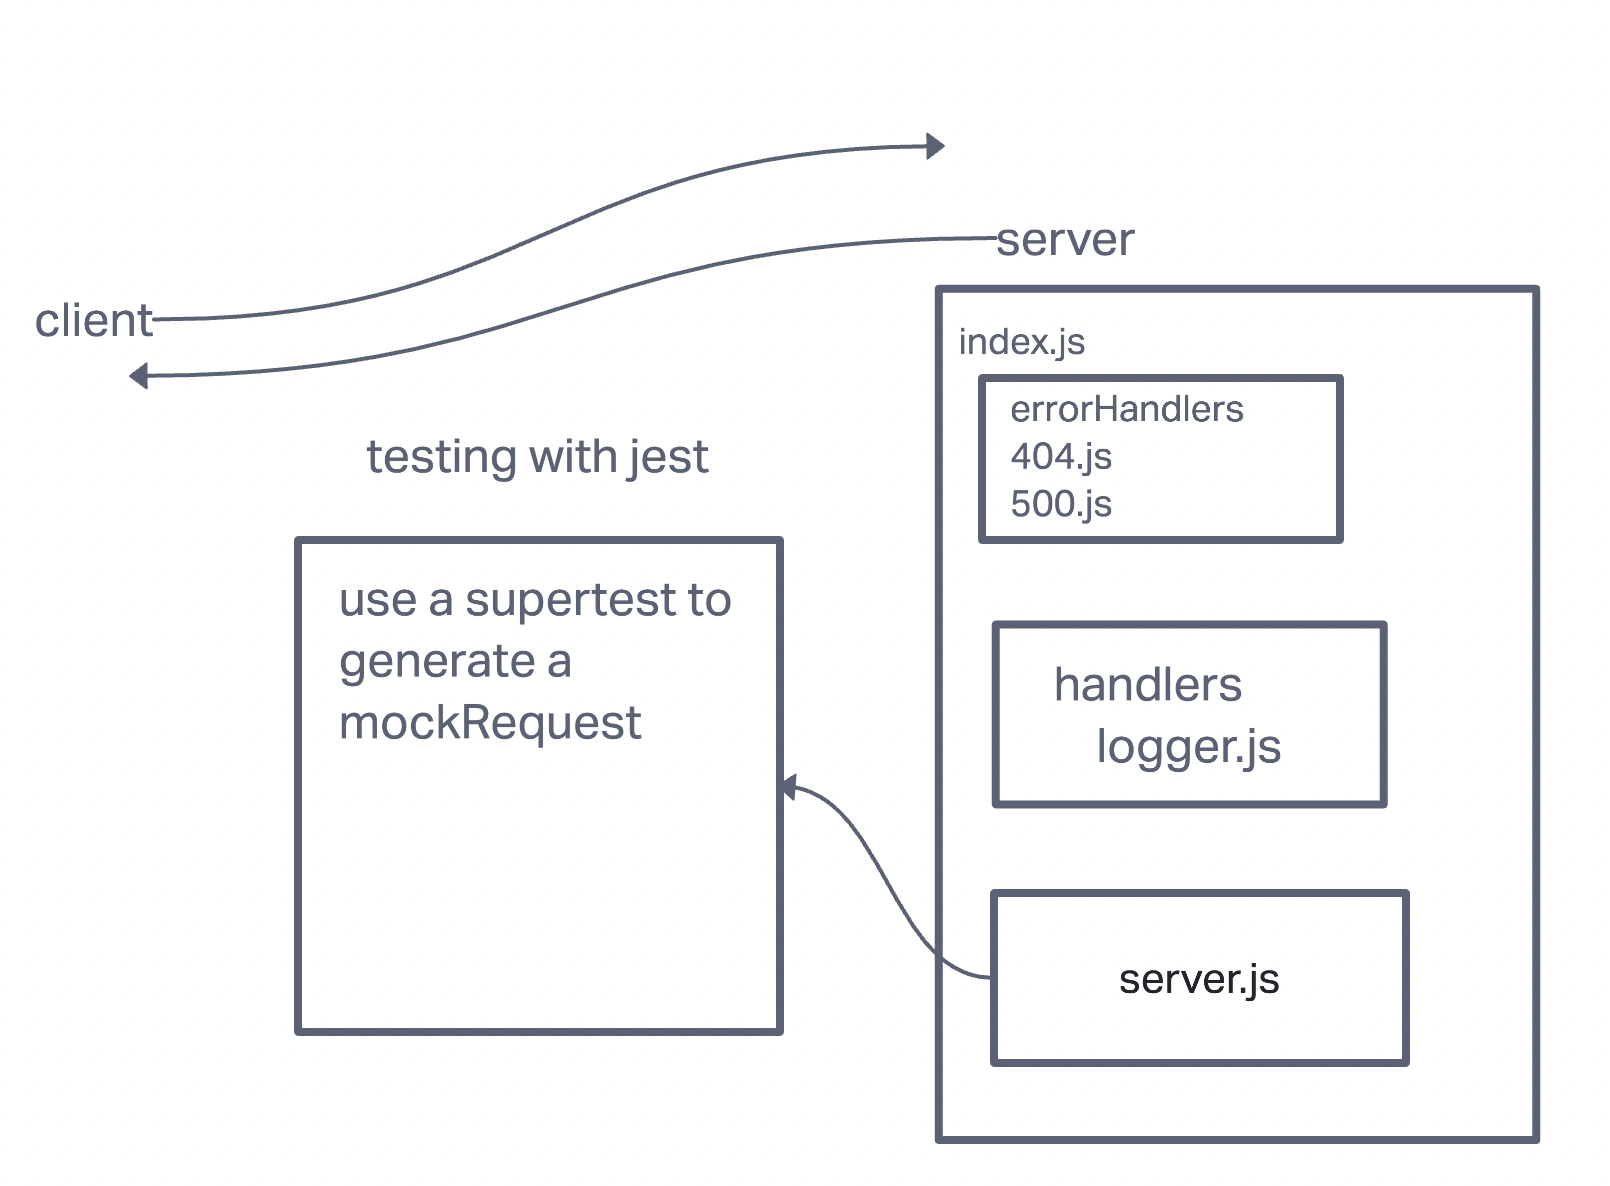 server
client
index.js
errorHandlers
404.js
500.js
testing with jest
use a supertest to
generate a
mockRequest
handlers
logger.js
server.js